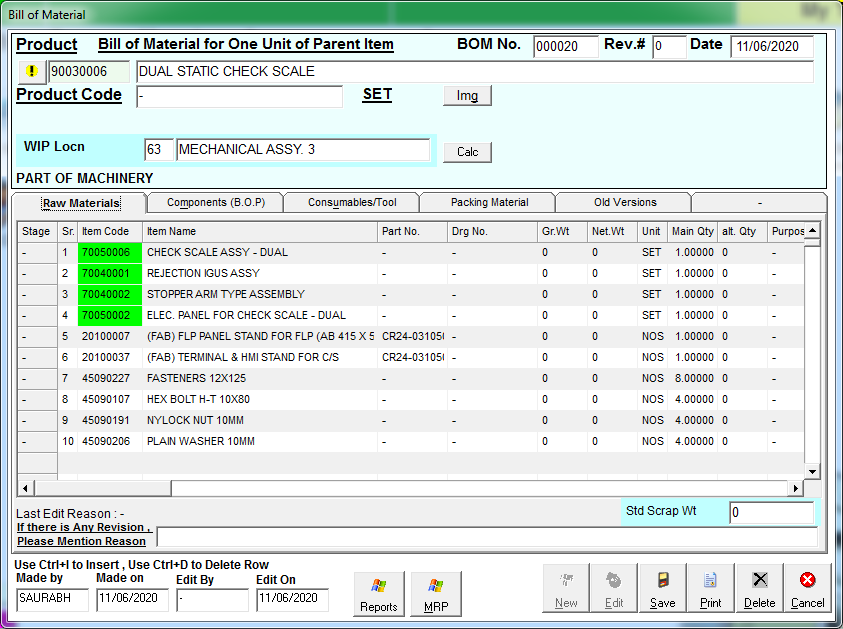 Bill of Material
Product Bill of Material for One Unit of Parent Item BOM No. 000020 Rev.# 0 Date 11/06/2020
90030006 DUAL STATIC CHECK SCALE
Product Code - SET Img
WIP Locn 63 MECHANICAL ASSY. 3 Calc
PART OF MACHINERY
Raw Materials Components (B.O.P) Consumables/Tool Packing Material Old Versions -
Stage Sr. Item Code Item Name Part No. Drg No. Gr.Wt Net.Wt Unit Main Qty alt. Qty Purpos
- 1 70050006 CHECK SCALE ASSY - DUAL - - 0 0 SET 1.00000 0 -
- 2 70040001 REJECTION IGUS ASSY - - 0 0 SET 1.00000 0 -
- 3 70040002 STOPPER ARM TYPE ASSEMBLY - - 0 0 SET 1.00000 0 -
- 4 70050002 ELEC. PANEL FOR CHECK SCALE - DUAL - - 0 0 SET 1.00000 0 -
- 5 20100007 (FAB) FLP PANEL STAND FOR FLP (AB 415 X 5 CR24-03105 - 0 0 NOS 1.00000 0 -
- 6 20100037 (FAB) TERMINAL & HMI STAND FOR C/S CR24-03105 - 0 0 NOS 1.00000 0 -
- 7 45090227 FASTENERS 12X125 - - 0 0 NOS 8.00000 0 -
- 8 45090107 HEX BOLT H-T 10X80 - - 0 0 NOS 4.00000 0 -
- 9 45090191 NYLOCK NUT 10MM - - 0 0 NOS 4.00000 0 -
- 10 45090206 PLAIN WASHER 10MM - - 0 0 NOS 4.00000 0 -
Last Edit Reason : - Std Scrap Wt 0
If there is Any Revision ,
Please Mention Reason
Use Ctrl+I to Insert , Use Ctrl+D to Delete Row
Made by Made on Edit By Edit On
SAURABH 11/06/2020 - 11/06/2020
Reports MRP New Edit Save Print Delete Cancel